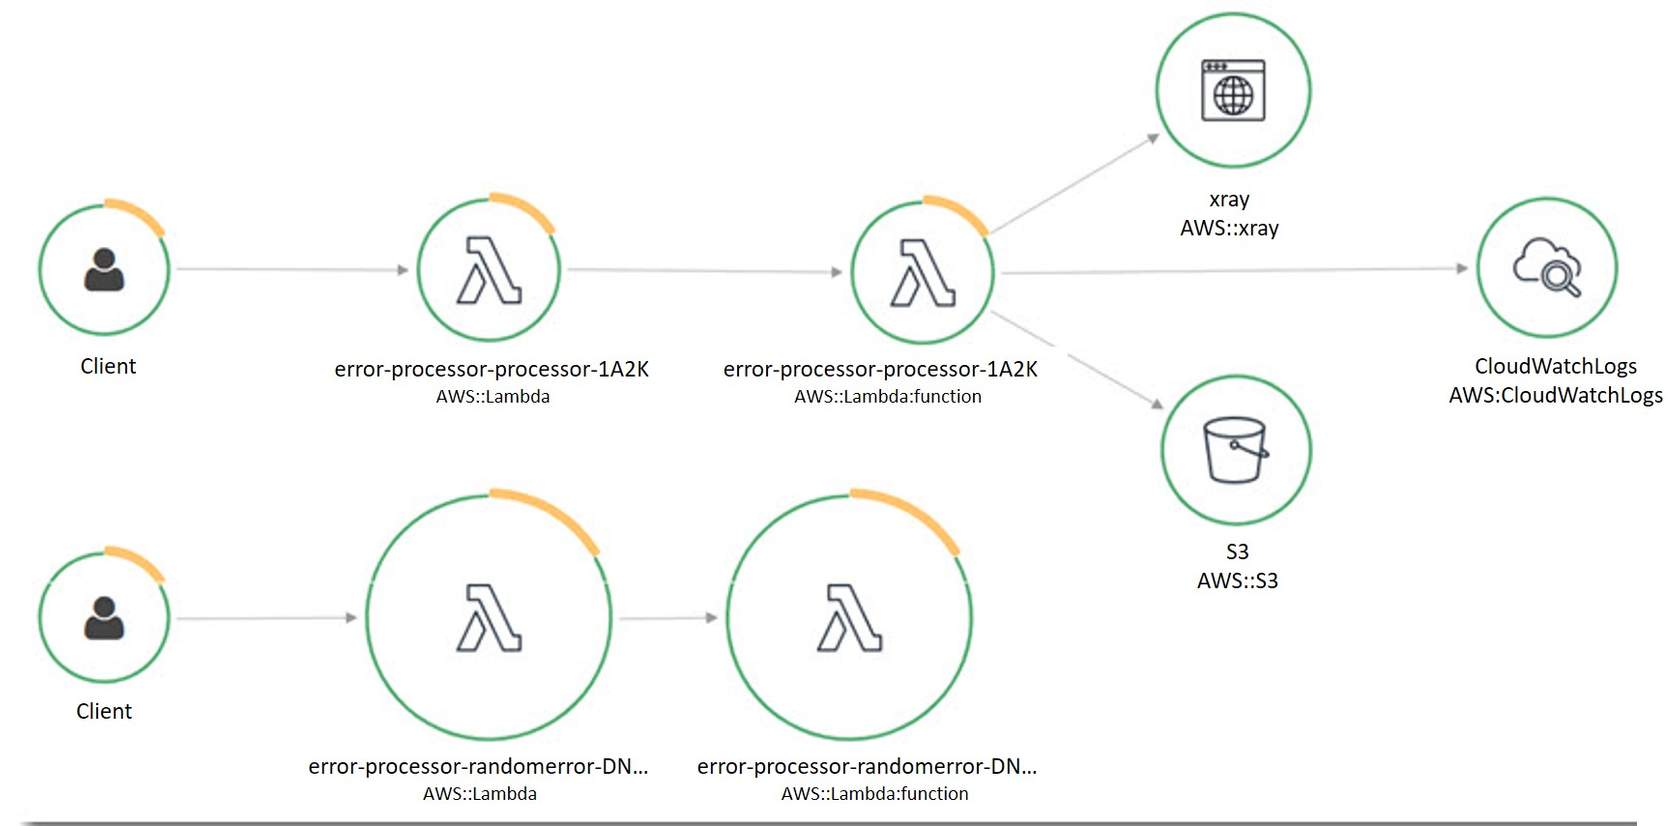 xray
AWS::xray
Client
error-processor-processor-1A2K
AWS::Lambda
error-processor-processor-1A2K
AWS::Lambda:function
CloudWatchLogs
AWS:CloudWatchLogs
S3
AWS::S3
Client
error-processor-randomerror-DN...
AWS::Lambda
error-processor-randomerror-DN...
AWS::Lambda:function